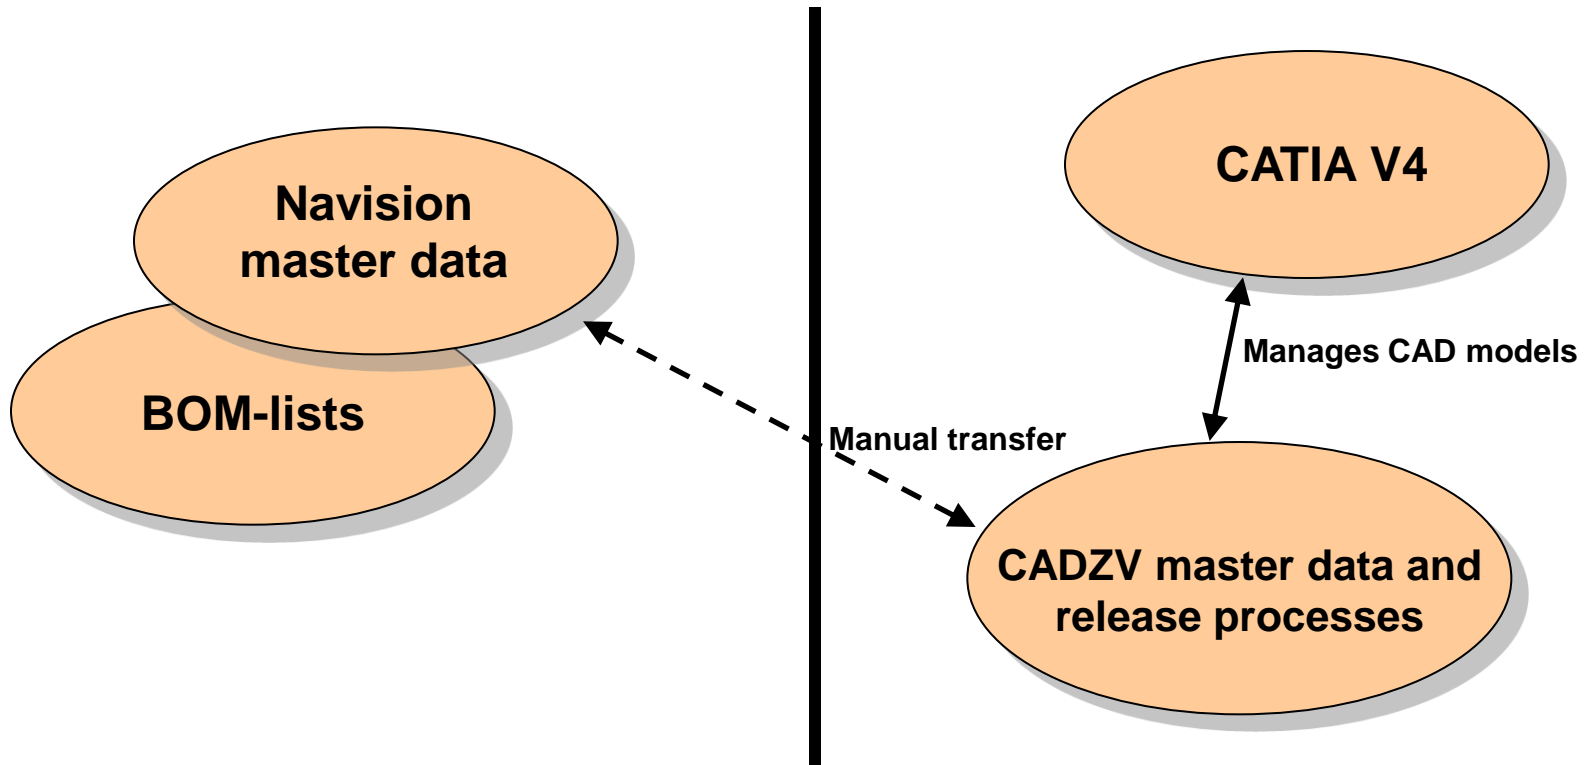 Navision
master data
BOM-lists
CATIA V4
Manages CAD models
Manual transfer
CADZV master data and
release processes